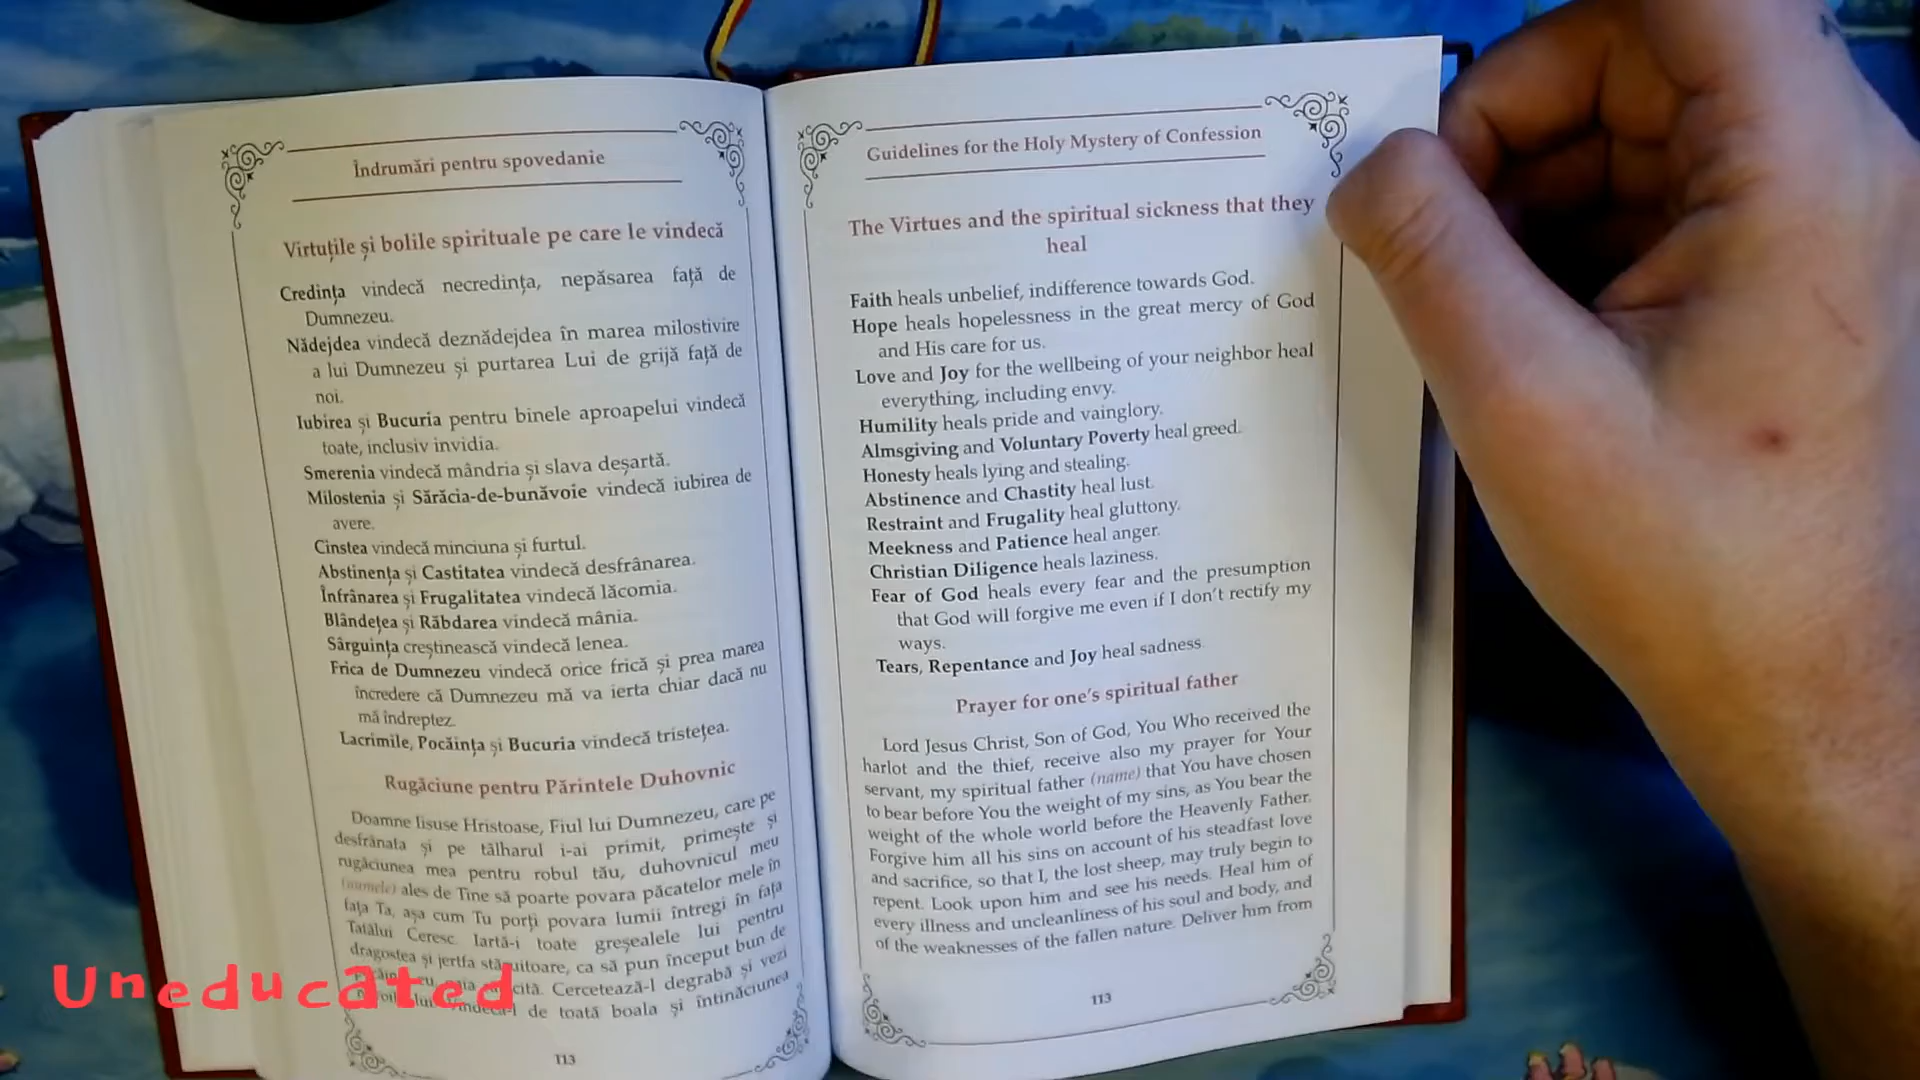 Îndrumări pentru spovedanie
Virtuțile și bolile spirituale pe care le vindecă
Credința vindecă necredința, nepăsarea față de
Dumnezeu.
Nădejdea vindecă deznădejdea în marea milostivire
a lui Dumnezeu și purtarea Lui de grijă față de
noi.
Iubirea și Bucuria pentru binele aproapelui vindecă
toate, inclusiv invidia.
Smerenia vindecă mândria și slava deșartă.
Milostenia și Sărăcia-de-bunăvoie vindecă iubirea de
avere.
Cinstea vindecă minciuna și furtul.
Abstinența și Castitatea vindecă desfrânarea.
Înfrânarea și Frugalitatea vindecă lăcomia.
Blândețea și Răbdarea vindecă mânia.
Sârguința creștinească vindecă lenea.
Frica de Dumnezeu vindecă orice frică și prea marea
încredere că Dumnezeu mă va ierta chiar dacă nu
mă îndreptez.
Lacrimile, Pocăința și Bucuria vindecă tristețea.
Rugăciune pentru Părintele Duhovnic
Doamne Iisuse Hristoase, Fiul lui Dumnezeu, care pe
desfrânata și pe tâlharul i-ai primit, primește și
rugăciunea mea pentru robul tău, duhovnicul meu
(numele) ales de Tine să poarte povara păcatelor mele în
fața Ta, așa cum Tu porți povara lumii întregi în fața
Tatălui Ceresc. Iartă-i toate greșealele lui pentru
dragostea și jertfa stăruitoare, ca să pun început bun de
Cercetează-l degrabă și vezi
de toată boala și întinăciunea
113
Guidelines for the Holy Mystery of Confession
The Virtues and the spiritual sickness that they
heal
Faith heals unbelief, indifference towards God.
Hope heals hopelessness in the great mercy of God
and His care for us.
Love and Joy for the wellbeing of your neighbor heal
everything, including envy.
Humility heals pride and vainglory.
Almsgiving and Voluntary Poverty heal greed.
Honesty heals lying and stealing.
Abstinence and Chastity heal lust.
Restraint and Frugality heal gluttony.
Meekness and Patience heal anger.
Christian Diligence heals laziness.
Fear of God heals every fear and the presumption
that God will forgive me even if I don't rectify my
ways.
Tears, Repentance and Joy heal sadness.
Prayer for one's spiritual father
Lord Jesus Christ, Son of God, You Who received the
harlot and the thief, receive also my prayer for Your
servant, my spiritual father (name) that You have chosen
to bear before You the weight of my sins, as You bear the
weight of the whole world before the Heavenly Father.
Forgive him all his sins on account of his steadfast love
and sacrifice, so that I, the lost sheep, may truly begin to
repent. Look upon him and see his needs. Heal him of
every illness and uncleanliness of his soul and body, and
of the weaknesses of the fallen nature. Deliver him from
113
Uneducated